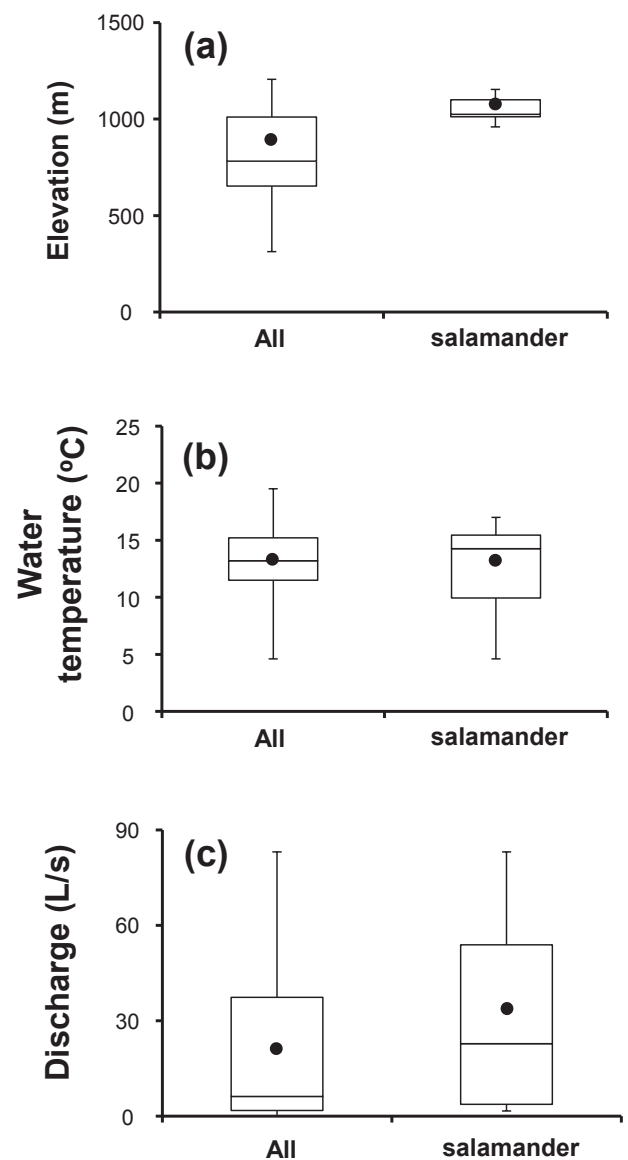 (a)
Elevation (m)
1500
1000
500
0
All
salamander
(b)
Water
temperature (ºC)
25
20
15
10
5
0
All
salamander
(c)
Discharge (L/s)
90
60
30
0
All
salamander